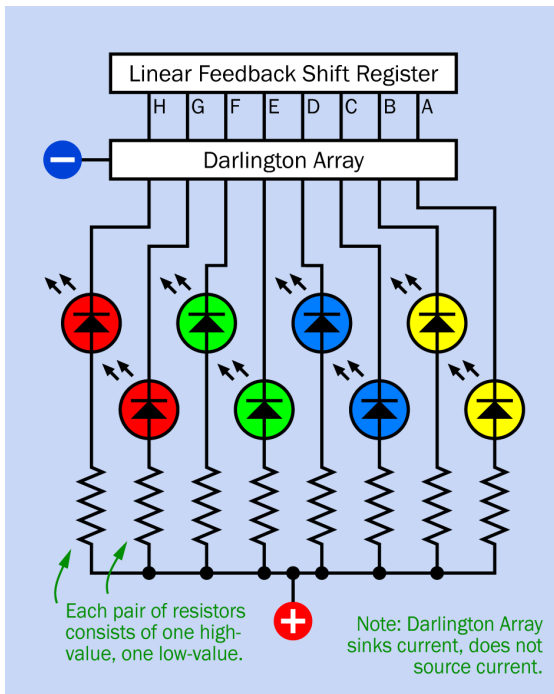 Linear Feedback Shift Register
H G F E D C B A
Darlington Array
Each pair of resistors
consists of one high-
value, one low-value.
Note: Darlington Array
sinks current, does not
source current.